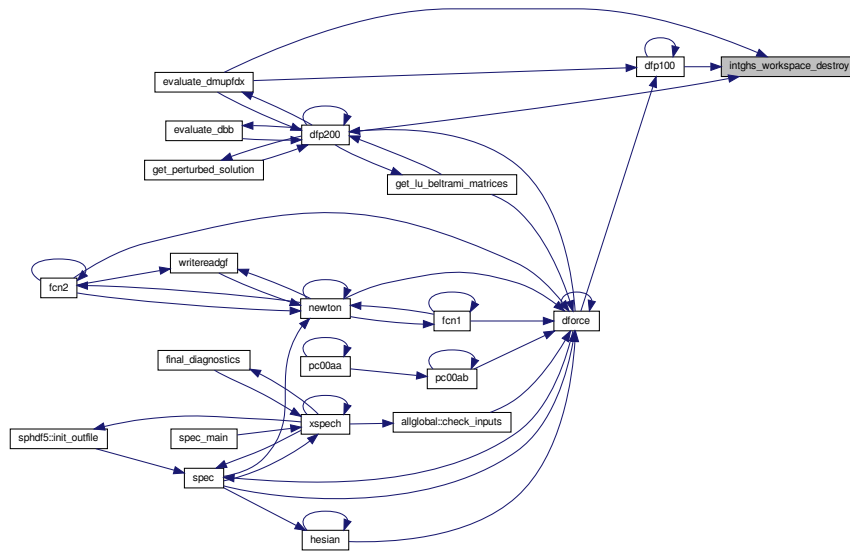 dfp100
intghs_workspace_destroy
evaluate_dmupfdx
evaluate_dbb
dfp200
get_perturbed_solution
get_lu_beltrami_matrices
writereadgf
fcn2
newton
fcn1
dforce
final_diagnostics
pc00aa
pc00ab
xspech
allglobal::check_inputs
sphdf5::init_outfile
spec_main
spec
hesian